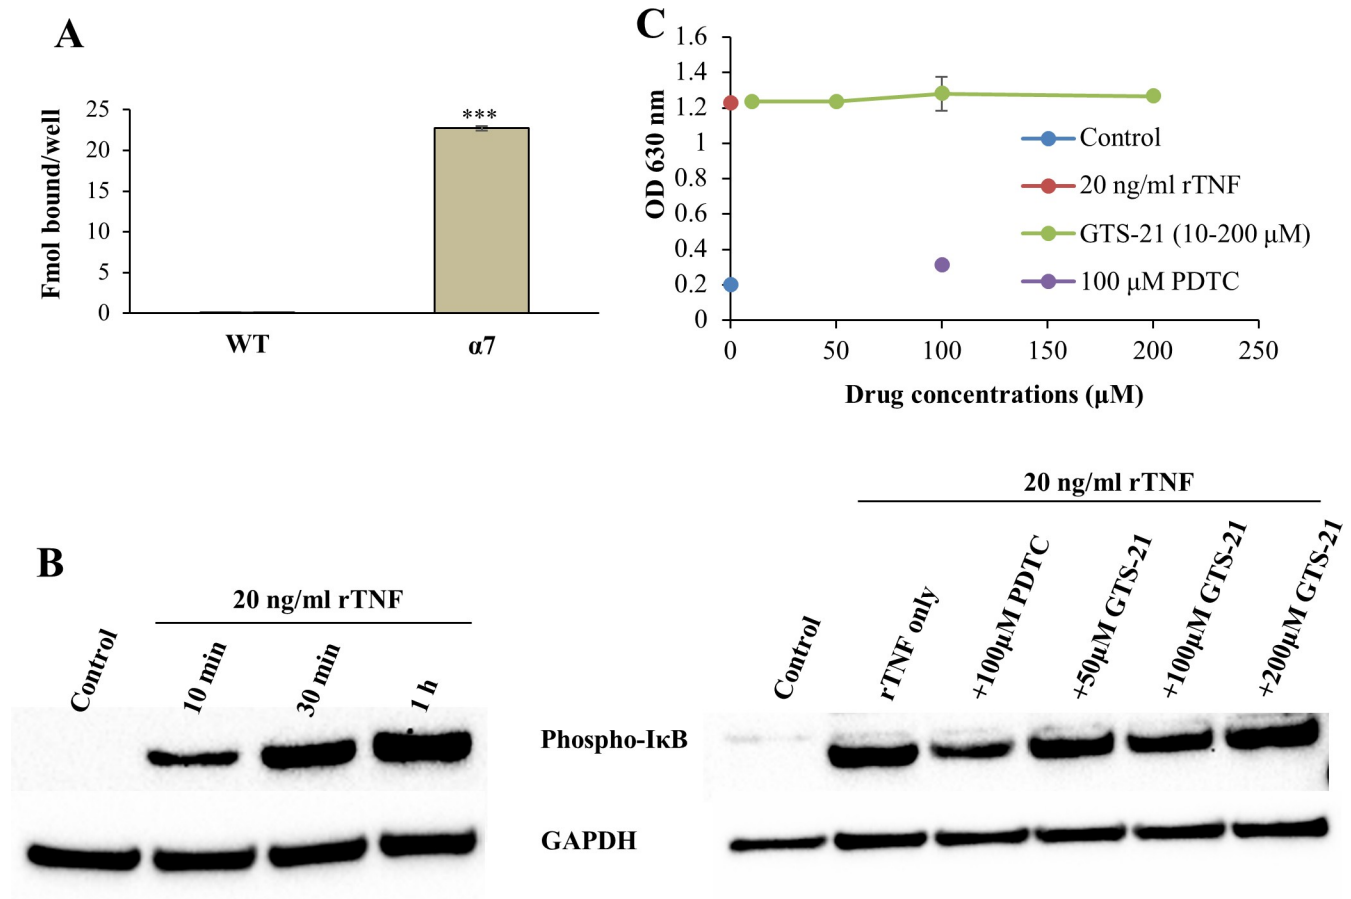 A
25
20
15
10
5
0
Fmol bound/well
***
WT
α7
C
1.6
1.4
1.2
1
0.8
0.6
0.4
0.2
0
OD 630 nm
Control
20 ng/ml rTNF
GTS-21 (10-200 μM)
100 μM PDTC
0 50 100 150 200 250
Drug concentrations (μM)
B
20 ng/ml rTNF
Control
10 min
30 min
1 h
20 ng/ml rTNF
Control
rTNF only
+100μM PDTC
+50μM GTS-21
+100μM GTS-21
+200μM GTS-21
Phospho-IκB
GAPDH